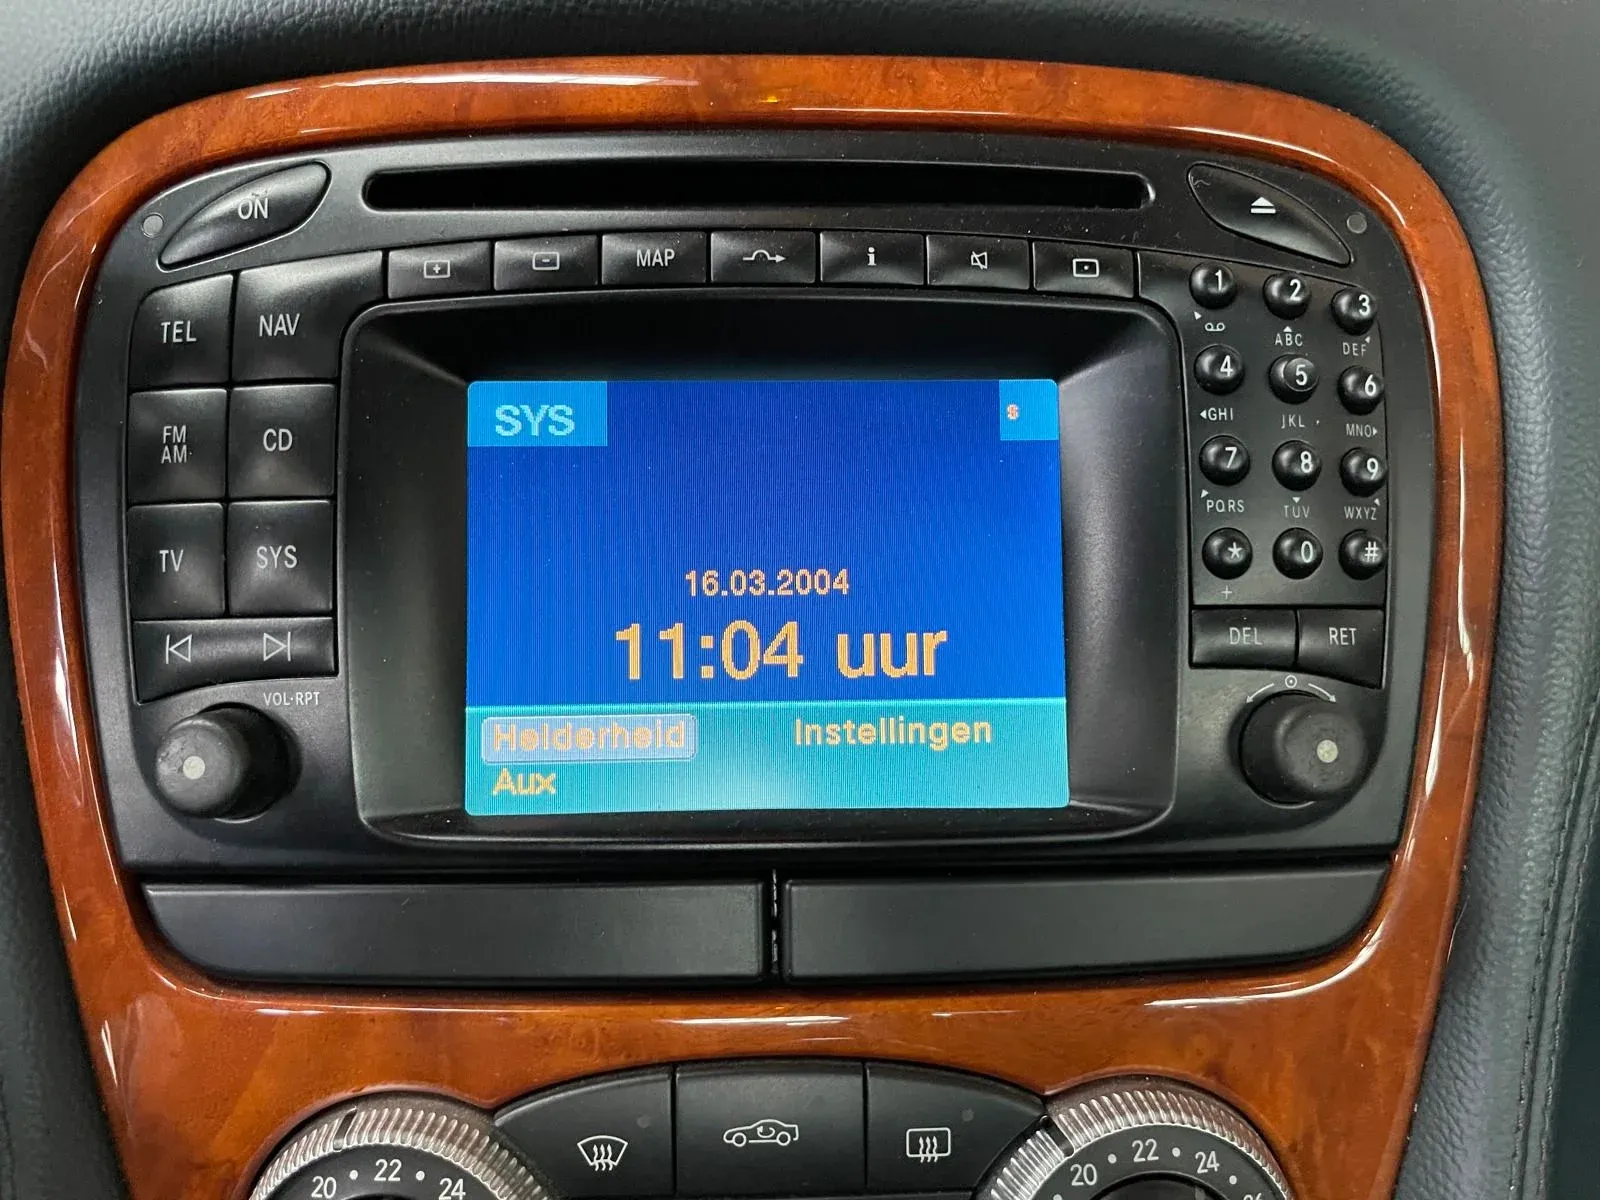 ON
MAP
i
TEL
NAV
FM
AM
CD
TV
SYS
VOL·RPT
1
2
ABC
3
DEF
4
GHI
5
JKL
6
MNO
7
PQRS
8
TUV
9
WXYZ
*
+
0
#
DEL
RET
SYS
16.03.2004
11:04 uur
Helderheid
Instellingen
Aux
20 • 22 • 24
20 • 22 • 24